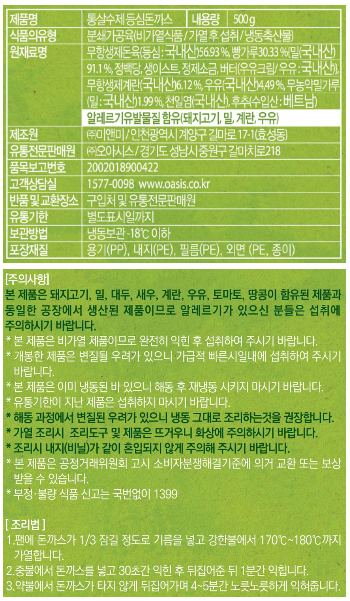 제품명 통살수제 등심돈까스 내용량 500g
식품의유형 분쇄가공육(비가열식품/가열 후 섭취/냉동축산물)
원재료명 무항생제돈육(등심:국내산)56.93%, 빵가루30.33%{밀(국내산)
91.1%, 정백당, 생이스트, 정제소금, 버터(우유크림/우유:국내산)},
무항생제계란(국내산)6.12%, 우유(국내산)4.49%, 무농약밀가루
(밀:국내산)1.99%, 천일염(국내산), 후추(수입산:베트남)
알레르기유발물질 함유(돼지고기, 밀, 계란, 우유)
제조원 ㈜미앤미/인천광역시 계양구 길마로 17-1(효성동)
유통전문판매원 ㈜오아시스/경기도 성남시 중원구 갈마치로218
품목보고번호 2002018900422
고객상담실 1577-0098 www.oasis.co.kr
반품 및 교환장소 구입처 및 유통전문판매원
유통기한 별도표시일까지
보관방법 냉동보관 -18℃ 이하
포장재질 용기(PP), 내지(PE), 필름(PE), 외면 (PE, 종이)
[주의사항]
본 제품은 돼지고기, 밀, 대두, 새우, 계란, 우유, 토마토, 땅콩이 함유된 제품과
동일한 공장에서 생산된 제품이므로 알레르기가 있으신 분들은 섭취에
주의하시기 바랍니다.
* 본 제품은 비가열 제품이므로 완전히 익힌 후 섭취하여 주시기 바랍니다.
* 개봉한 제품은 변질될 우려가 있으니 가급적 빠른시일내에 섭취하여 주시기
바랍니다.
* 본 제품은 이미 냉동된 바 있으니 해동 후 재냉동 시키지 마시기 바랍니다.
* 유통기한이 지난 제품은 섭취하지 마시기 바랍니다.
* 해동 과정에서 변질된 우려가 있으니 냉동 그대로 조리하는것을 권장합니다.
* 가열 조리시 조리도구 및 제품은 뜨거우니 화상에 주의하시기 바랍니다.
* 조리시 내지(비닐)가 같이 혼입되지 않게 주의해 주시기 바랍니다.
* 본 제품은 공정거래위원회 고시 소비자분쟁해결기준에 의거 교환 또는 보상
받을 수 있습니다.
* 부정·불량 식품 신고는 국번없이 1399
[ 조리법 ]
1.팬에 돈까스가 1/3 잠길 정도로 기름을 넣고 강한불에서 170℃~180℃까지
가열합니다.
2.중불에서 돈까스를 넣고 30초간 익힌 후 뒤집어준 뒤 1분간 익힙니다.
3.약불에서 돈까스가 타지 않게 뒤집어가며 4~5분간 노릇노릇하게 익혀줍니다.